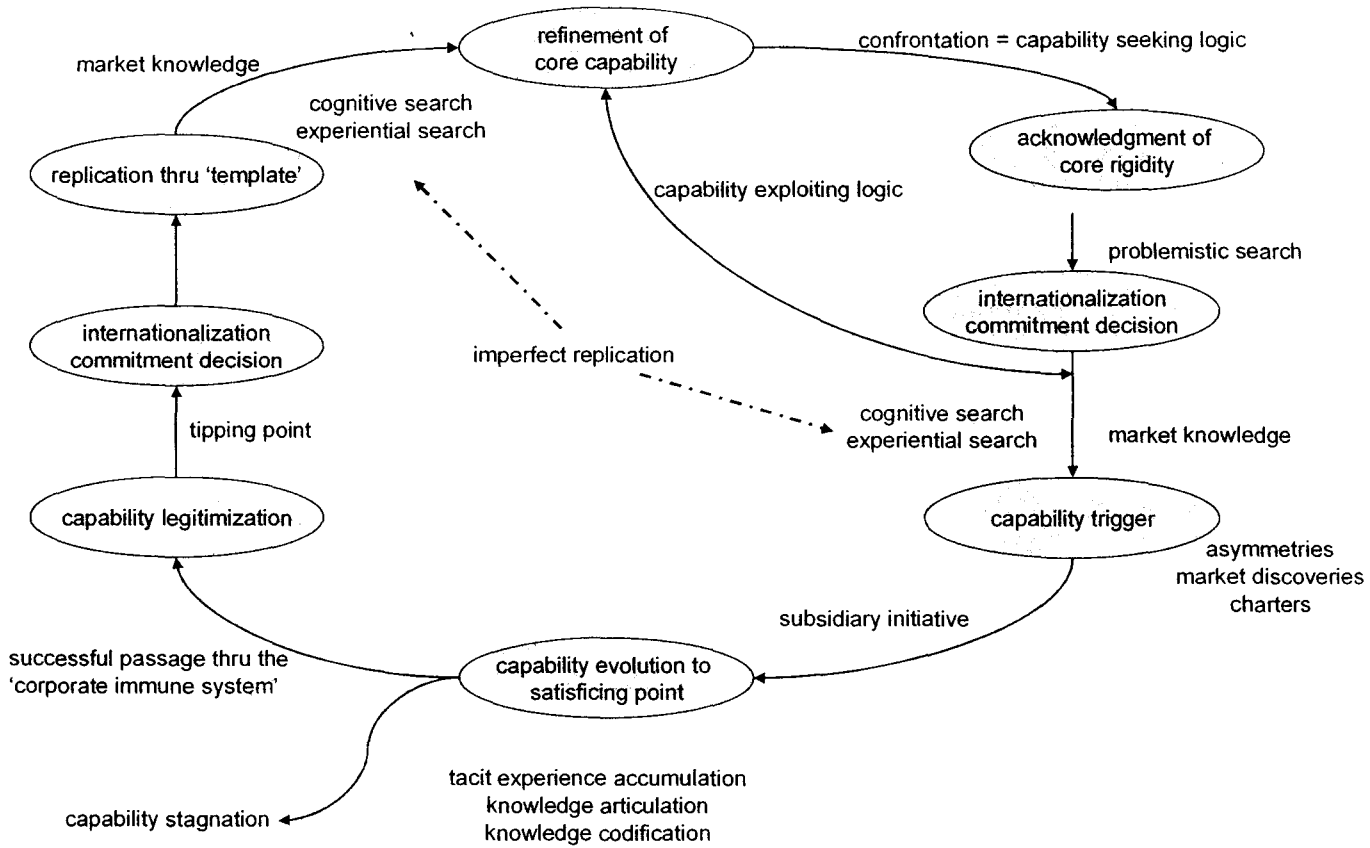 refinement of
core capability
confrontation = capability seeking logic
market knowledge
cognitive search
experiential search
acknowledgment of
core rigidity
replication thru ‘template’
capability exploiting logic
problemistic search
internationalization
commitment decision
internationalization
commitment decision
imperfect replication
cognitive search
experiential search
market knowledge
tipping point
capability legitimization
capability trigger
asymmetries
market discoveries
charters
subsidiary initiative
successful passage thru the
‘corporate immune system’
capability evolution to
satisficing point
tacit experience accumulation
knowledge articulation
knowledge codification
capability stagnation